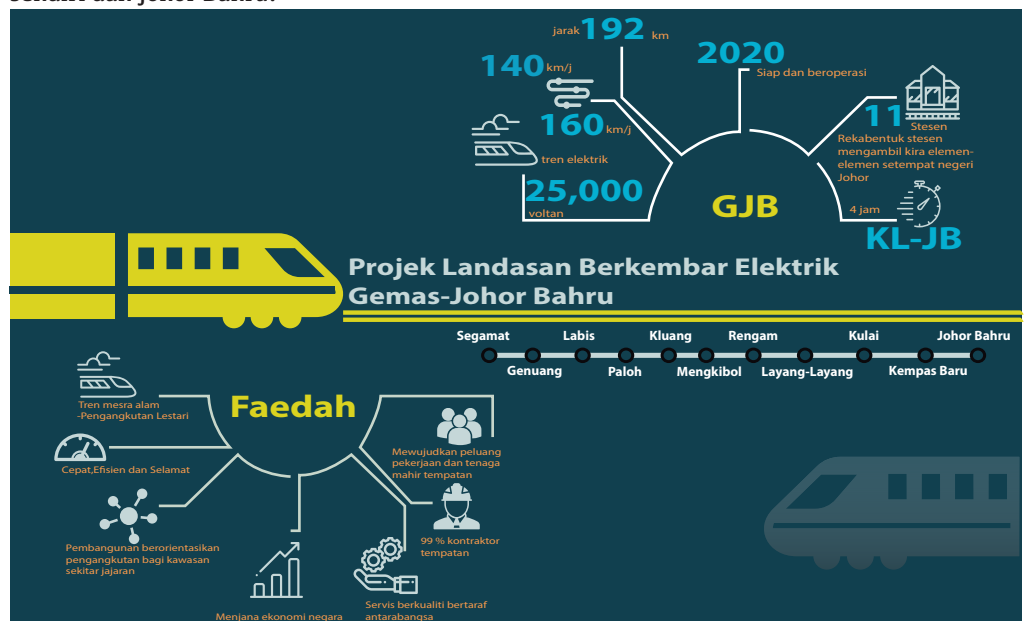 jarak 192 km
140 km/j
160 km/j
tren elektrik
25,000
voltan
2020
Siap dan beroperasi
11
Stesen
Rekabentuk stesen
mengambil kira elemen-
elemen setempat negeri
Johor
4 jam
KL-JB
GJB
Projek Landasan Berkembar Elektrik
Gemas-Johor Bahru
Segamat
Genuang
Labis
Paloh
Kluang
Mengkibol
Rengam
Layang-Layang
Kulai
Kempas Baru
Johor Bahru
Faedah
Tren mesra alam
-Pengangkutan Lestari
Cepat,Efisien dan Selamat
Pembangunan berorientasikan
pengangkutan bagi kawasan
sekitar jajaran
Menjana ekonomi negara
Servis berkualiti bertaraf
antarabangsa
99 % kontraktor
tempatan
Mewujudkan peluang
pekerjaan dan tenaga
mahir tempatan